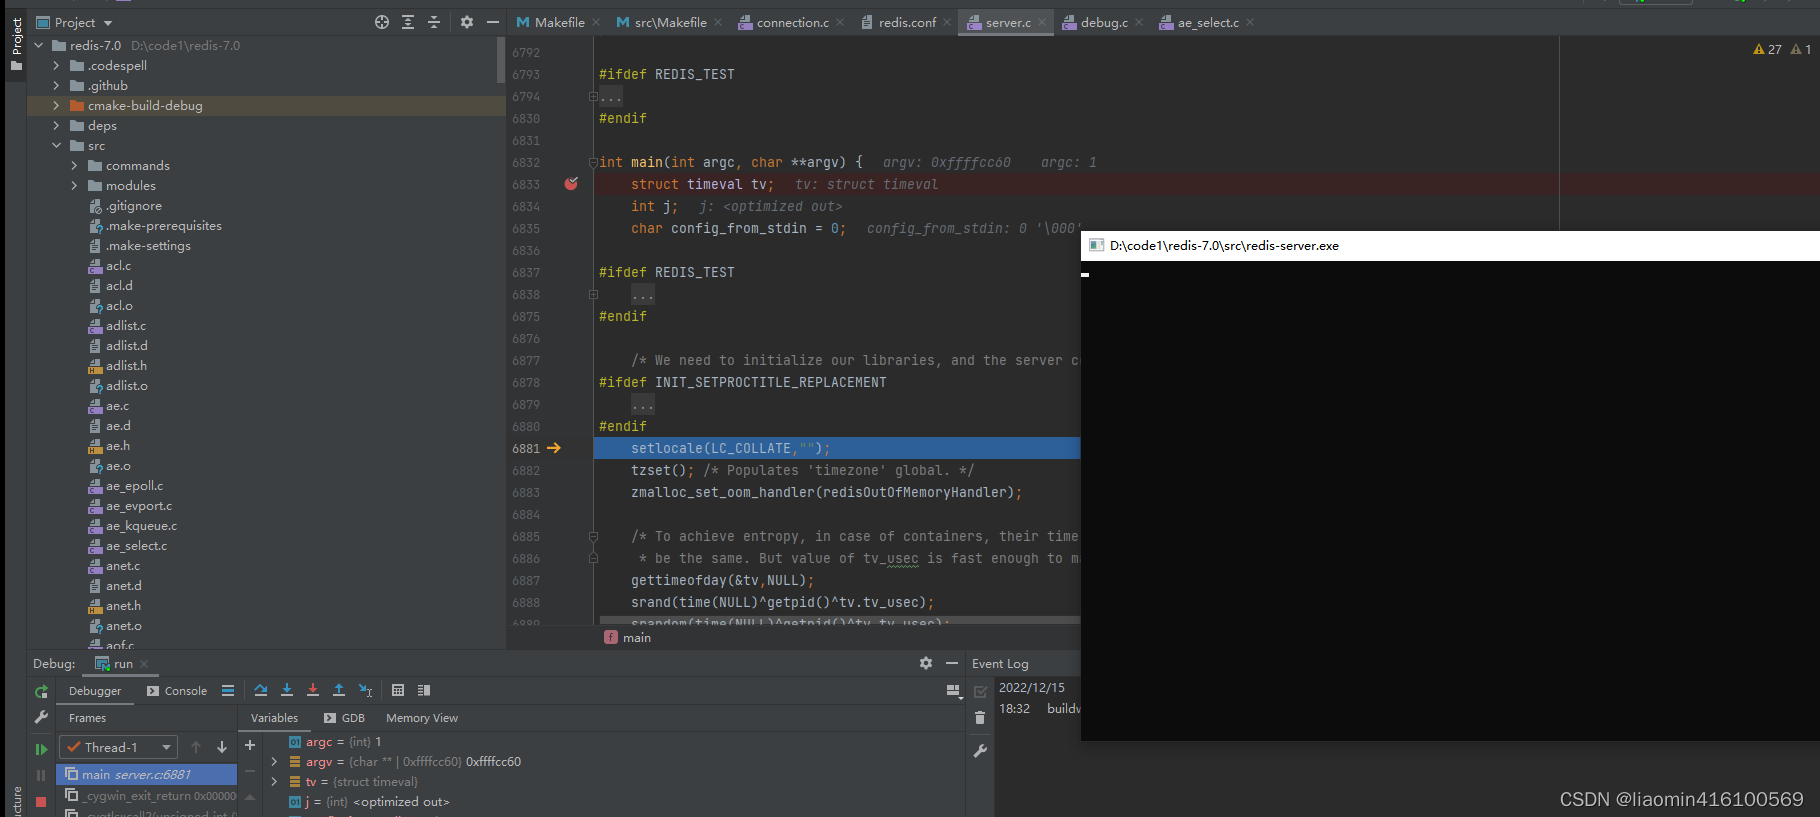 Project
Project
redis-7.0 D:\code1\redis-7.0
.codespell
.github
cmake-build-debug
deps
src
commands
modules
.gitignore
.make-prerequisites
.make-settings
acl.c
acl.d
acl.o
adlist.c
adlist.d
adlist.h
adlist.o
ae.c
ae.d
ae.h
ae.o
ae_epoll.c
ae_evport.c
ae_kqueue.c
ae_select.c
anet.c
anet.d
anet.h
anet.o
aof.c
Makefile src\Makefile connection.c redis.conf server.c debug.c ae_select.c
27 1
6792
6793 #ifdef REDIS_TEST
6794 ...
6830 #endif
6831
6832 int main(int argc, char **argv) { argv: 0xffffcc60 argc: 1
6833 struct timeval tv; tv: struct timeval
6834 int j; j: <optimized out>
6835 char config_from_stdin = 0; config_from_stdin: 0 '\000'
6836
6837 #ifdef REDIS_TEST
6838 ...
6875 #endif
6876
6877 /* We need to initialize our libraries, and the server
6878 #ifdef INIT_SETPROCTITLE_REPLACEMENT
6879 ...
6880 #endif
6881 setlocale(LC_COLLATE,"");
6882 tzset(); /* Populates 'timezone' global. */
6883 zmalloc_set_oom_handler(redisOutOfMemoryHandler);
6884
6885 /* To achieve entropy, in case of containers, their time
6886 * be the same. But value of tv_usec is fast enough to
6887 gettimeofday(&tv,NULL);
6888 srand(time(NULL)^getpid()^tv.tv_usec);
6889 srandom(time(NULL)^getpid()^tv.tv_usec);
f main
D:\code1\redis-7.0\src\redis-server.exe
Debug: run
Debugger Console
Frames
Thread-1
main server.c:6881
_cygwin_exit_return 0x00000
Variables GDB Memory View
argc = {int} 1
argv = {char ** | 0xffffcc60} 0xffffcc60
tv = {struct timeval}
j = {int} <optimized out>
Event Log
2022/12/15
18:32
CSDN @liaomin416100569